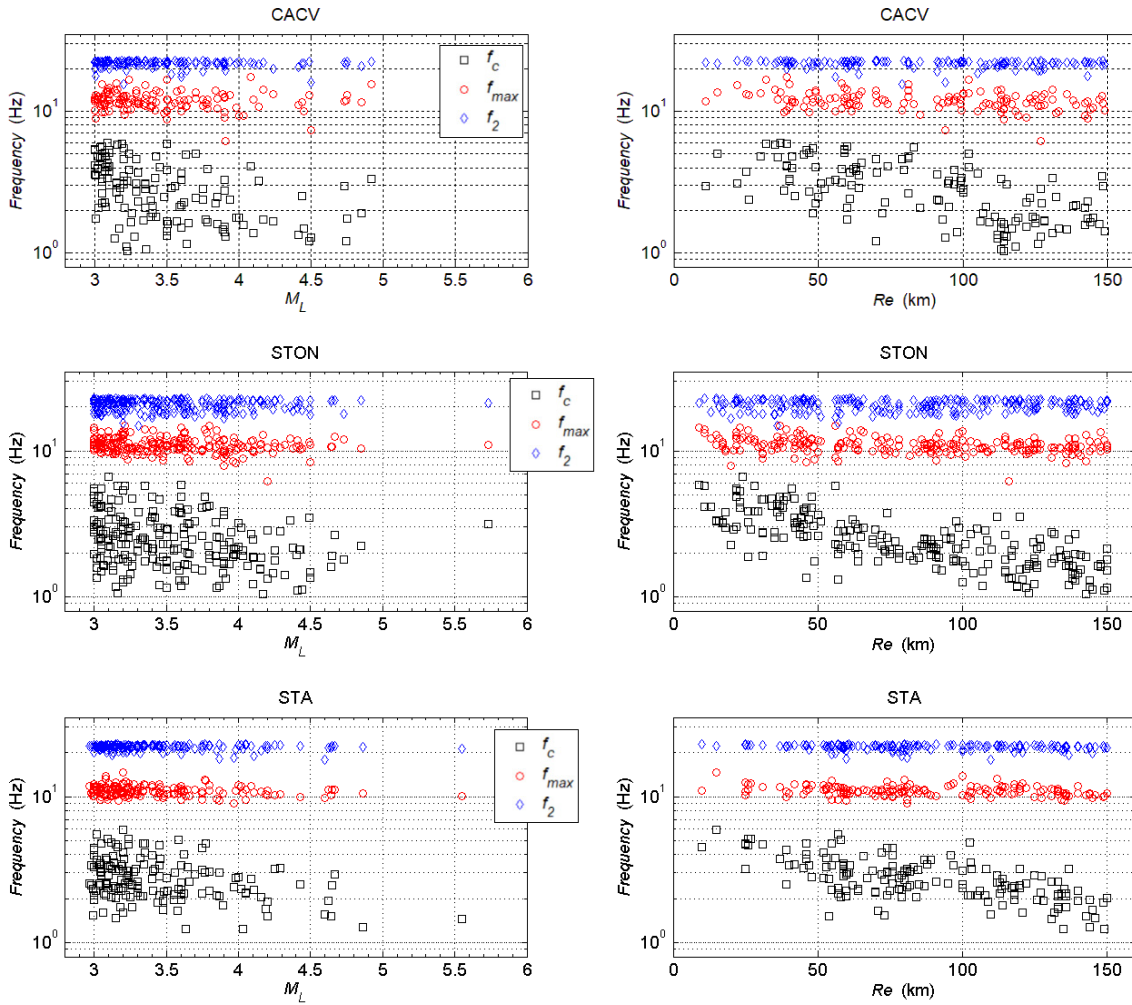 CACV
CACV
Frequency (Hz)
10^1
10^0
f_c
f_max
f_2
3 3.5 4 4.5 5 5.5 6
M_L
Frequency (Hz)
10^1
10^0
0 50 100 150
Re (km)
STON
STON
Frequency (Hz)
10^1
10^0
f_c
f_max
f_2
3 3.5 4 4.5 5 5.5 6
M_L
Frequency (Hz)
10^1
10^0
0 50 100 150
Re (km)
STA
STA
Frequency (Hz)
10^1
10^0
f_c
f_max
f_2
3 3.5 4 4.5 5 5.5 6
M_L
Frequency (Hz)
10^1
10^0
0 50 100 150
Re (km)